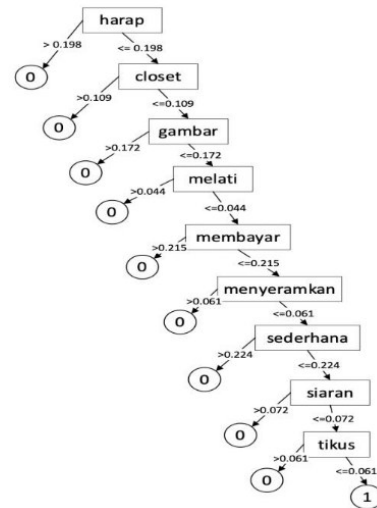 harap
> 0.198 <= 0.198
0 closet
>0.109 <=0.109
0 gambar
>0.172 <=0.172
0 melati
>0.044 <=0.044
0 membayar
>0.215 <=0.215
0 menyeramkan
>0.061 <=0.061
0 sederhana
>0.224 <=0.224
0 siaran
>0.072 <=0.072
0 tikus
>0.061 <=0.061
0 1